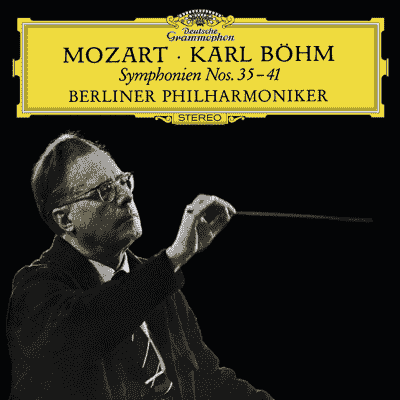 Deutsche
Grammophon
MOZART · KARL BÖHM
Symphonien Nos. 35–41
BERLINER PHILHARMONIKER
STEREO